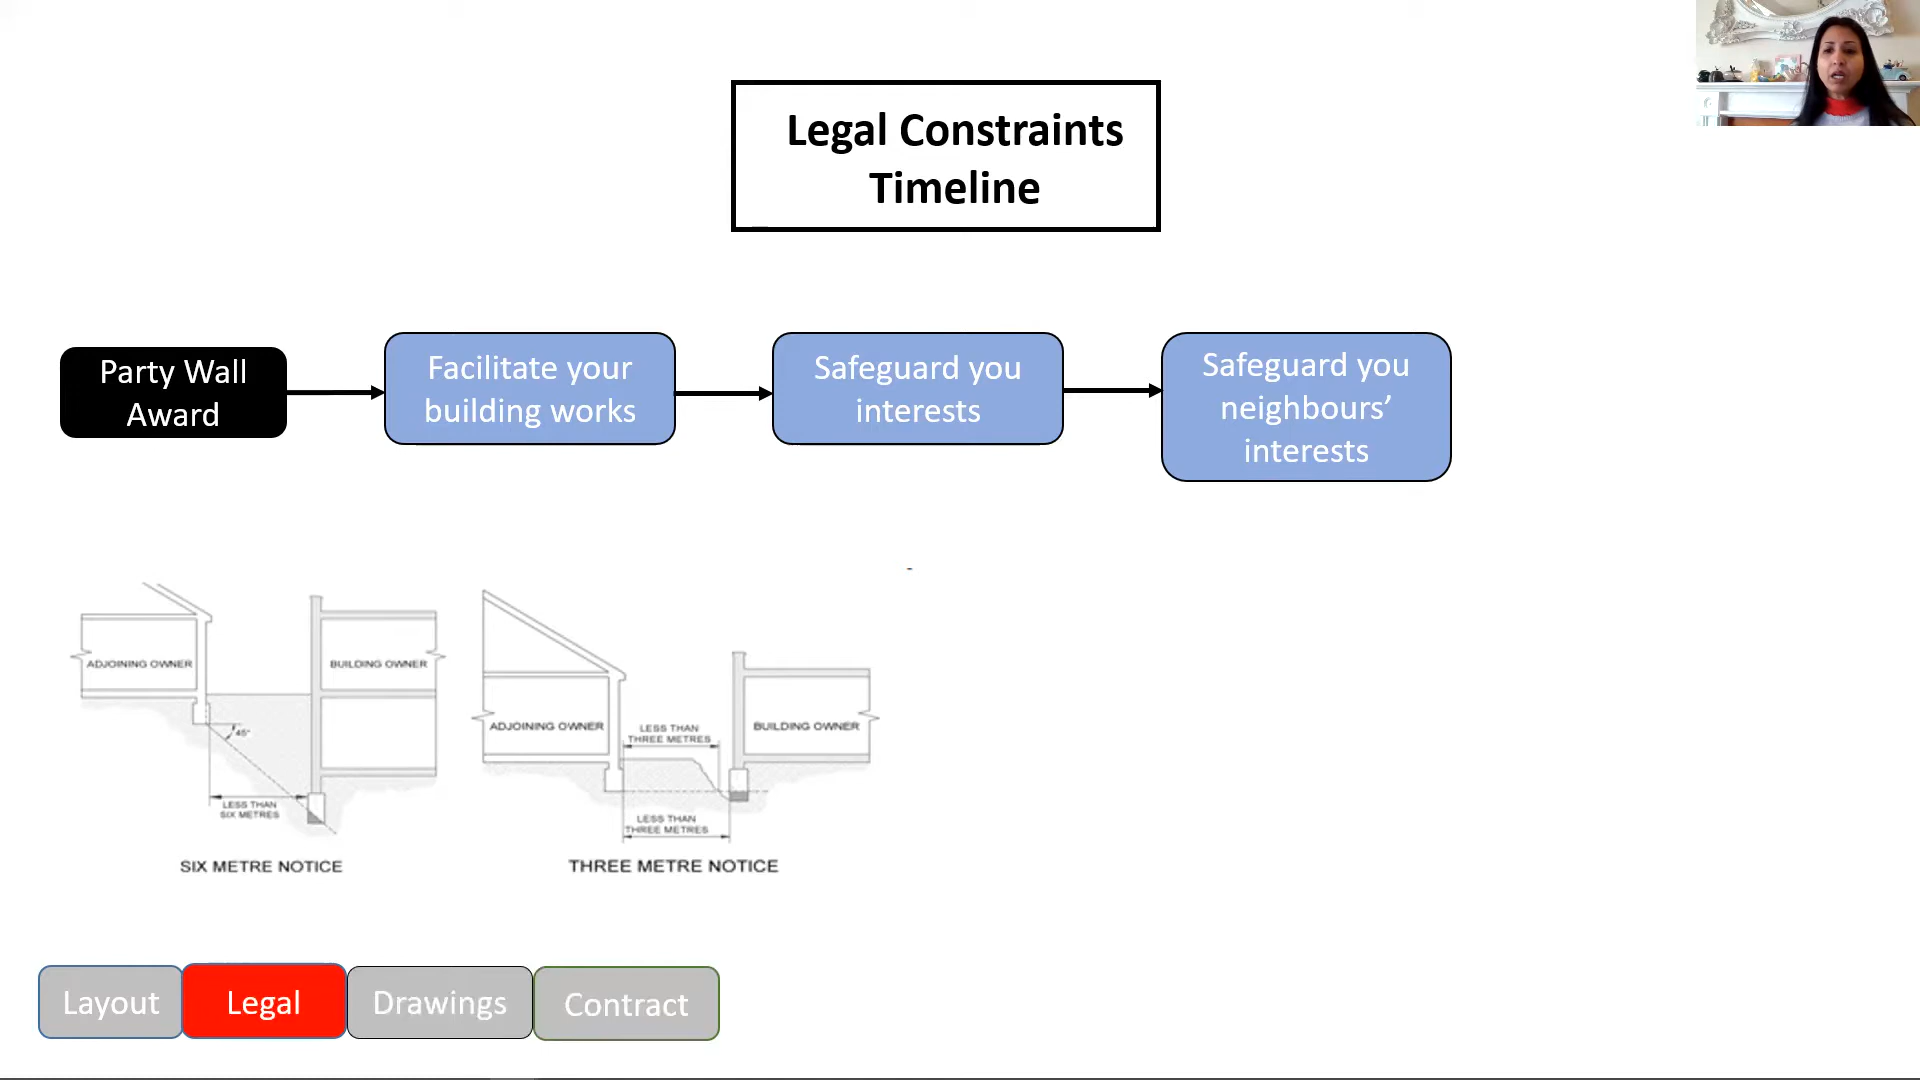 Legal Constraints
Timeline
Party Wall
Award
Facilitate your
building works
Safeguard you
interests
Safeguard you
neighbours’
interests
ADJOINING OWNER
BUILDING OWNER
45°
LESS THAN
SIX METRES
SIX METRE NOTICE
ADJOINING OWNER
LESS THAN
THREE METRES
BUILDING OWNER
LESS THAN
THREE METRES
THREE METRE NOTICE
Layout
Legal
Drawings
Contract